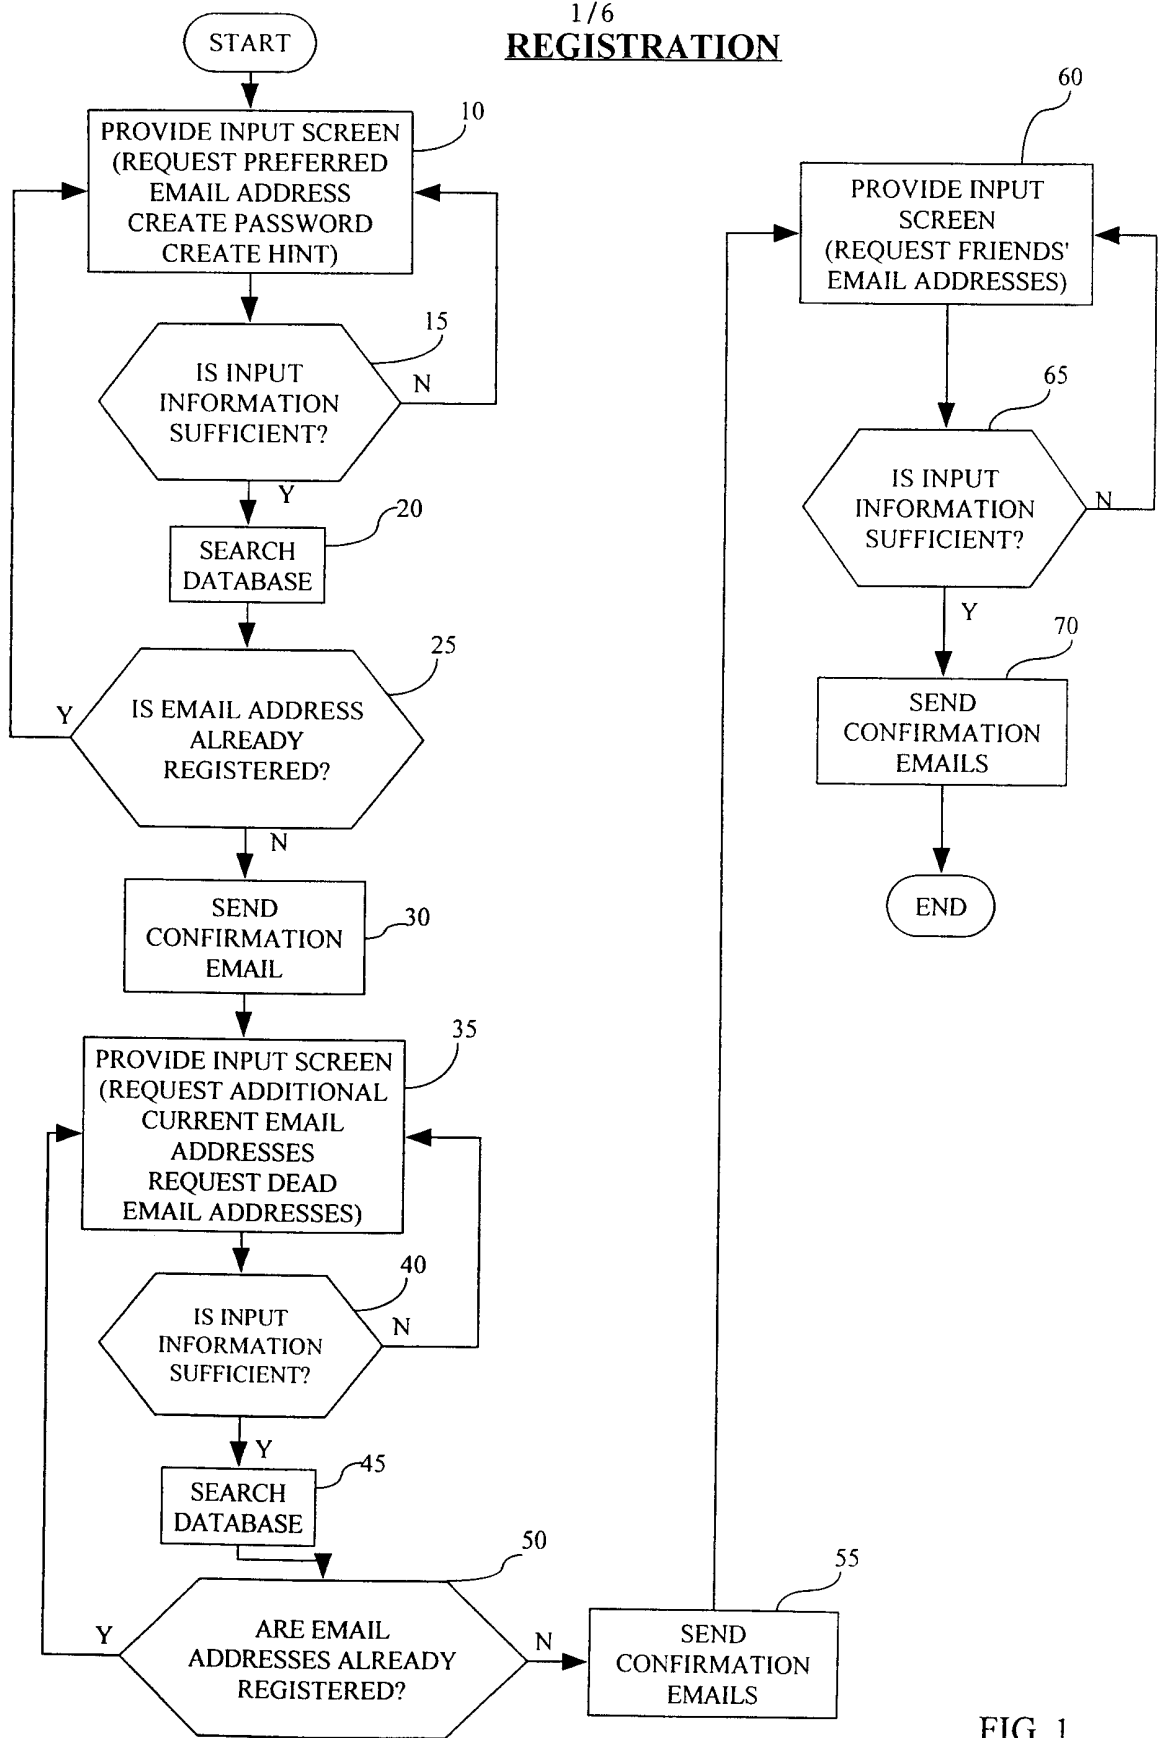 1/6
REGISTRATION
START
10
PROVIDE INPUT SCREEN
(REQUEST PREFERRED
EMAIL ADDRESS
CREATE PASSWORD
CREATE HINT)
15
IS INPUT
INFORMATION
SUFFICIENT?
N
Y
20
SEARCH
DATABASE
25
IS EMAIL ADDRESS
ALREADY
REGISTERED?
Y
N
30
SEND
CONFIRMATION
EMAIL
35
PROVIDE INPUT SCREEN
(REQUEST ADDITIONAL
CURRENT EMAIL
ADDRESSES
REQUEST DEAD
EMAIL ADDRESSES)
40
IS INPUT
INFORMATION
SUFFICIENT?
N
Y
45
SEARCH
DATABASE
50
ARE EMAIL
ADDRESSES ALREADY
REGISTERED?
Y
N
55
SEND
CONFIRMATION
EMAILS
60
PROVIDE INPUT
SCREEN
(REQUEST FRIENDS'
EMAIL ADDRESSES)
65
IS INPUT
INFORMATION
SUFFICIENT?
N
Y
70
SEND
CONFIRMATION
EMAILS
END
FIG. 1